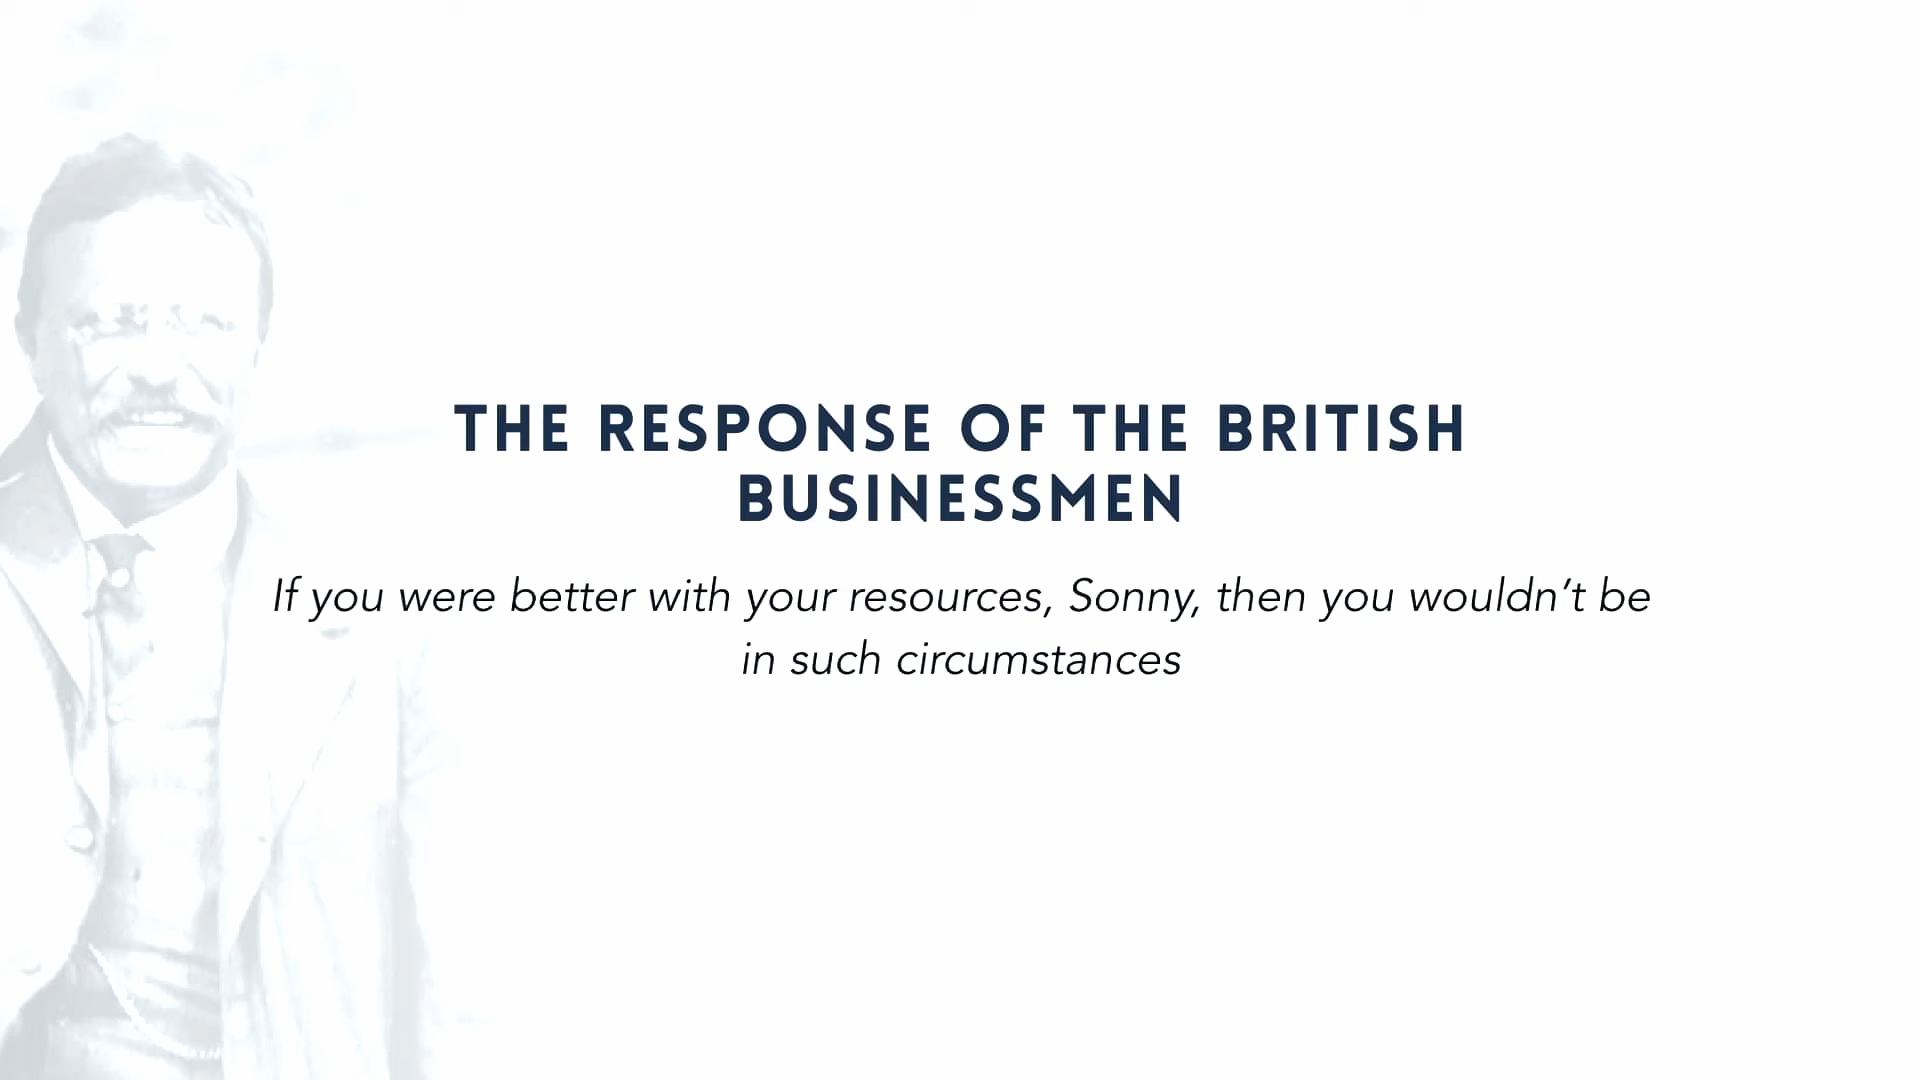 THE RESPONSE OF THE BRITISH
BUSINESSMEN
If you were better with your resources, Sonny, then you wouldn’t be
in such circumstances